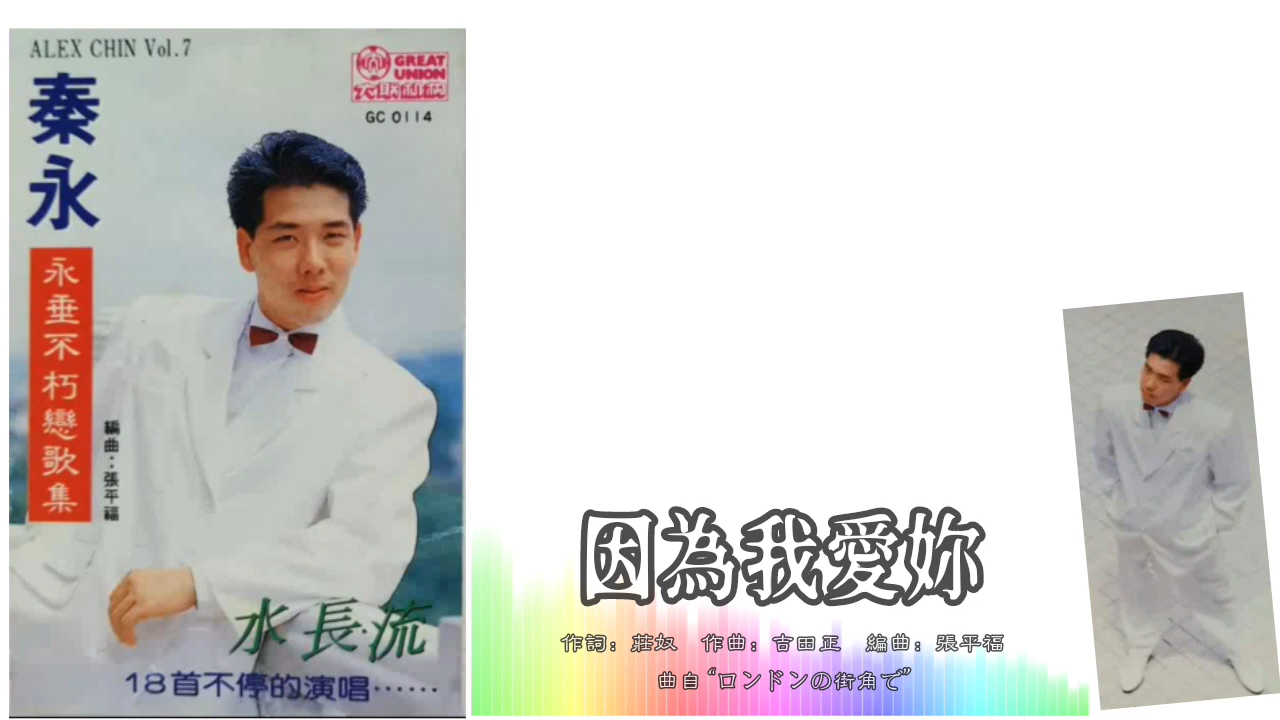 ALEX CHIN Vol.7
秦永
GREAT
UNION
GC 0114
永垂不朽戀歌集
編曲：張平福
水長流
18首不停的演唱······
因為我愛妳
作詞：莊奴 作曲：吉田正 編曲：張平福
曲自“ロンドンの街角で”